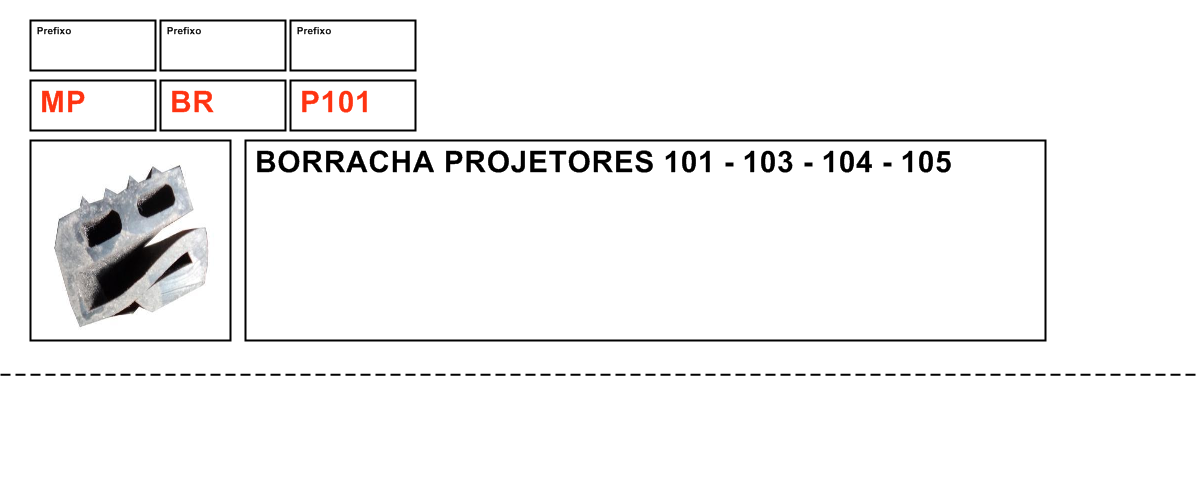 Prefixo Prefixo Prefixo
MP BR P101
BORRACHA PROJETORES 101 - 103 - 104 - 105